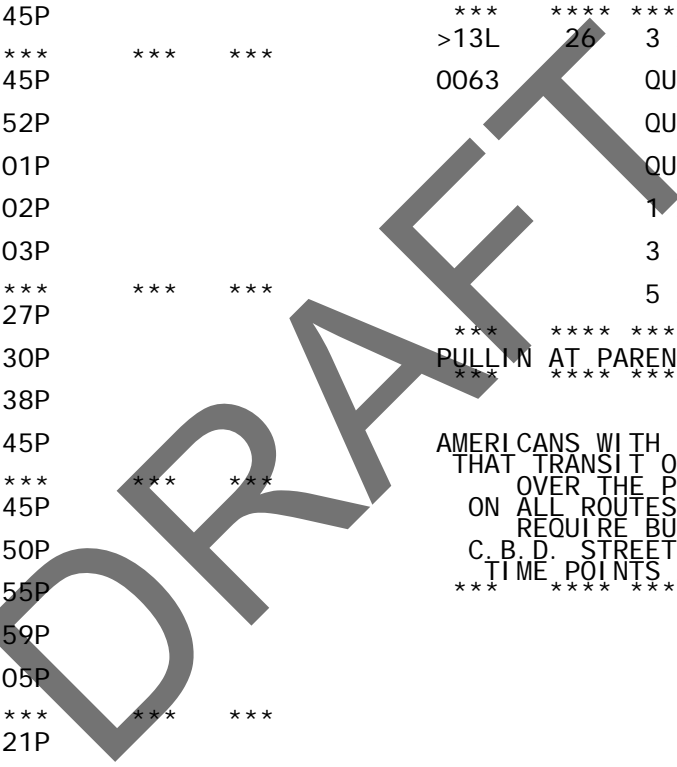 45P
*** *** ***
45P
52P
01P
02P
03P
*** *** ***
27P
30P
38P
45P
*** *** ***
45P
50P
55P
59P
05P
*** *** ***
21P
*** **** ***
>13L 26 3
0063 QU
QU
QU
1
3
5
*** **** ***
PULLIN AT PAREN
*** **** ***
AMERICANS WITH
THAT TRANSIT O
OVER THE P
ON ALL ROUTES
REQUIRE BU
C.B.D. STREET
TIME POINTS
*** **** ***
DRAFT